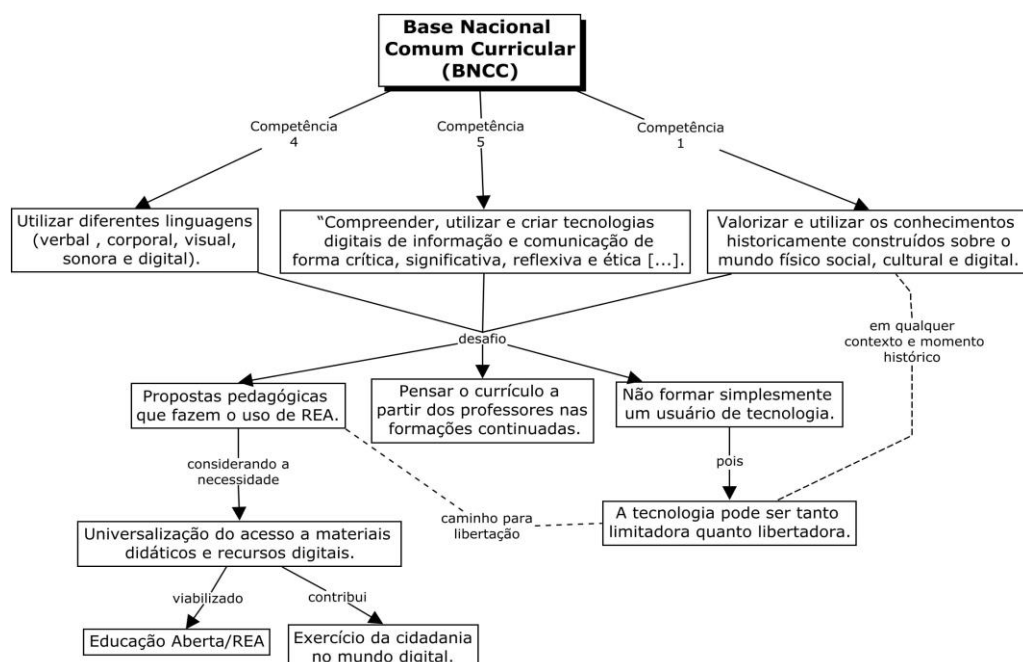 Base Nacional
Comum Curricular
(BNCC)
Competência
4
Competência
5
Competência
1
Utilizar diferentes linguagens
(verbal , corporal, visual,
sonora e digital).
“Compreender, utilizar e criar tecnologias
digitais de informação e comunicação de
forma crítica, significativa, reflexiva e ética [...].
Valorizar e utilizar os conhecimentos
historicamente construídos sobre o
mundo físico social, cultural e digital.
desafio
em qualquer
contexto e momento
histórico
Propostas pedagógicas
que fazem o uso de REA.
Pensar o currículo a
partir dos professores nas
formações continuadas.
Não formar simplesmente
um usuário de tecnologia.
considerando a
necessidade
pois
caminho para
libertação
A tecnologia pode ser tanto
limitadora quanto libertadora.
Universalização do acesso a materiais
didáticos e recursos digitais.
viabilizado
contribui
Educação Aberta/REA
Exercício da cidadania
no mundo digital.